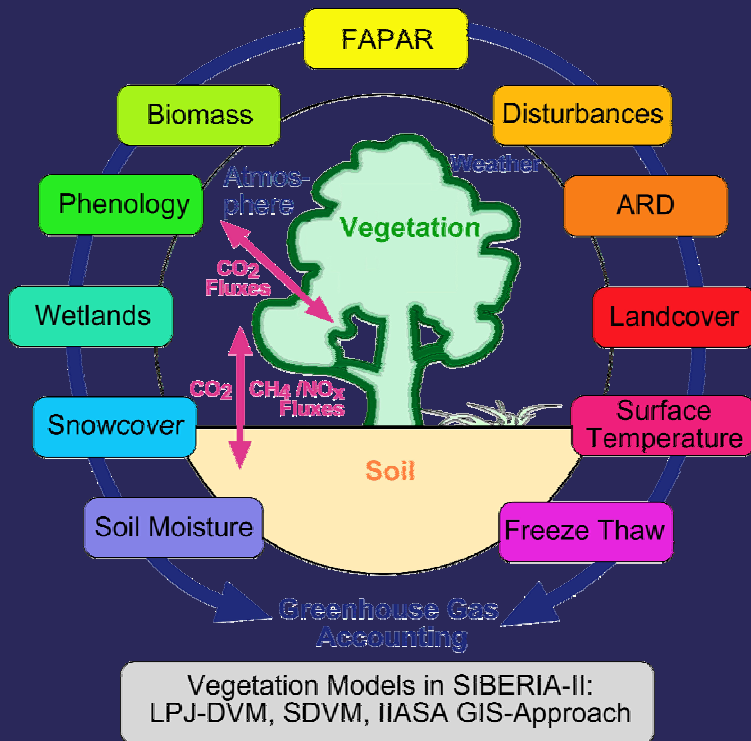 FAPAR
Biomass
Disturbances
Atmos-
phere
Weather
Phenology
ARD
Vegetation
CO2
Fluxes
Wetlands
Landcover
CO2
CH4 /NOx
Fluxes
Snowcover
Surface
Temperature
Soil
Soil Moisture
Freeze Thaw
Greenhouse Gas
Accounting
Vegetation Models in SIBERIA-II:
LPJ-DVM, SDVM, IIASA GIS-Approach